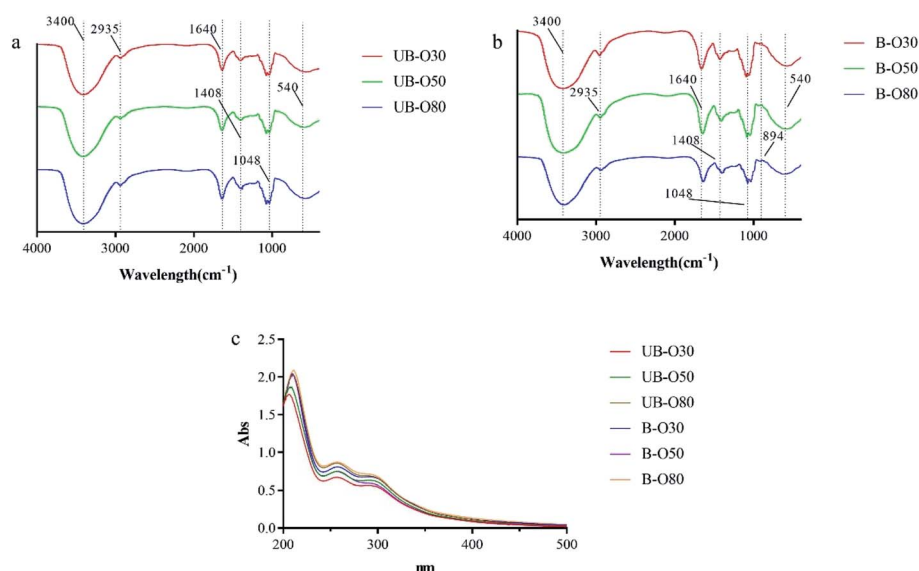 a
3400
2935
1640
1408
1048
540
UB-O30
UB-O50
UB-O80
4000 3000 2000 1000
Wavelength(cm-1)
b
3400
2935
1640
1408
1048
894
540
B-O30
B-O50
B-O80
4000 3000 2000 1000
Wavelength(cm-1)
c
2.5
2.0
1.5
1.0
0.5
0.0
Abs
200 300 400 500
nm
UB-O30
UB-O50
UB-O80
B-O30
B-O50
B-O80